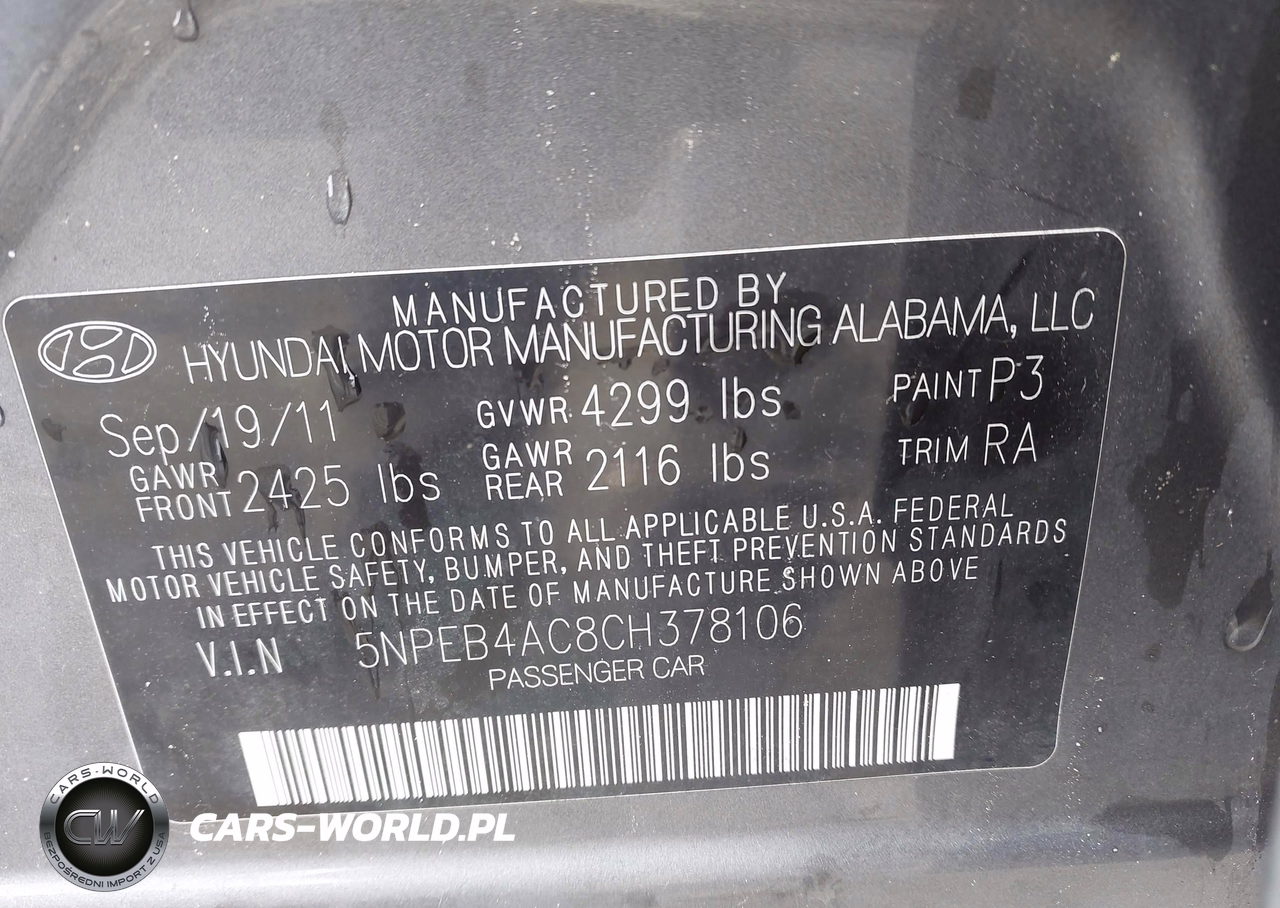 MANUFACTURED BY
HYUNDAI MOTOR MANUFACTURING ALABAMA, LLC
Sep/19/11 GVWR 4299 lbs PAINT P3
GAWR FRONT 2425 lbs GAWR REAR 2116 lbs TRIM RA
THIS VEHICLE CONFORMS TO ALL APPLICABLE U.S.A. FEDERAL
MOTOR VEHICLE SAFETY, BUMPER, AND THEFT PREVENTION STANDARDS
IN EFFECT ON THE DATE OF MANUFACTURE SHOWN ABOVE
V.I.N 5NPEB4AC8CH378106
PASSENGER CAR
CARS-WORLD
CW
BEZPOŚREDNI IMPORT Z USA
CARS-WORLD.PL